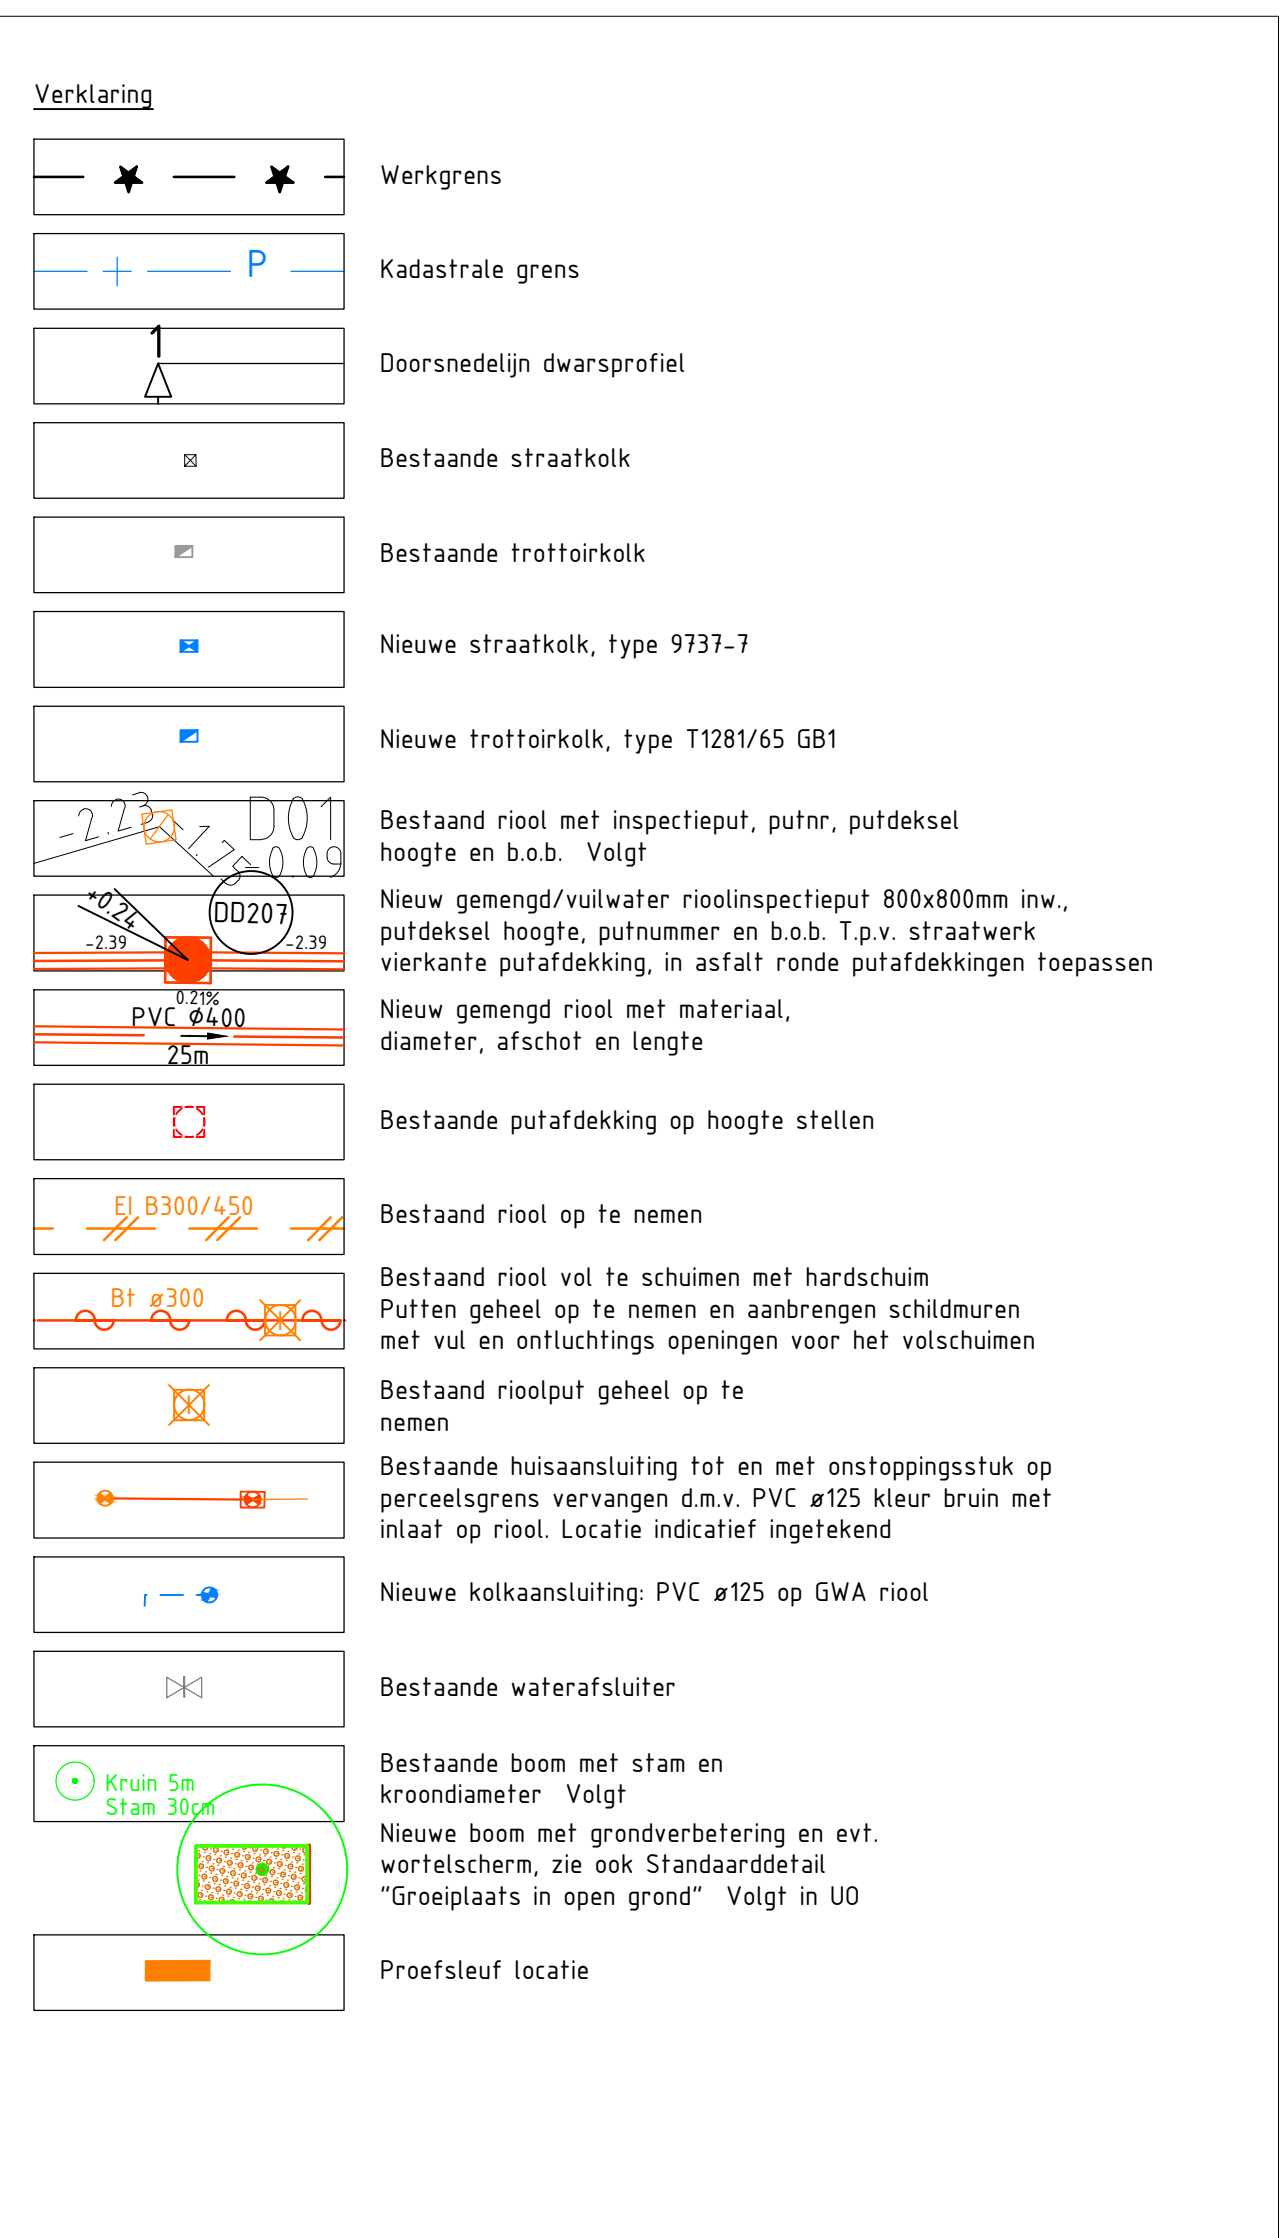 Verklaring
Werkgrens
P
Kadastrale grens
1
Doorsnedelijn dwarsprofiel
Bestaande straatkolk
Bestaande trottoirkolk
Nieuwe straatkolk, type 9737-7
Nieuwe trottoirkolk, type T1281/65 GB1
-2.23
-1.75
D01
-0.09
Bestaand riool met inspectieput, putnr, putdeksel
hoogte en b.o.b.  Volgt
+0.24
DD207
-2.39
-2.39
Nieuw gemengd/vuilwater rioolinspectieput 800x800mm inw.,
putdeksel hoogte, putnummer en b.o.b. T.p.v. straatwerk
vierkante putafdekking, in asfalt ronde putafdekkingen toepassen
0.21%
PVC Ø400
25m
Nieuw gemengd riool met materiaal,
diameter, afschot en lengte
Bestaande putafdekking op hoogte stellen
EI B300/450
Bestaand riool op te nemen
Bt ø300
Bestaand riool vol te schuimen met hardschuim
Putten geheel op te nemen en aanbrengen schildmuren
met vul en ontluchtings openingen voor het volschuimen
Bestaand rioolput geheel op te
nemen
Bestaande huisaansluiting tot en met onstoppingsstuk op
perceelsgrens vervangen d.m.v. PVC ø125 kleur bruin met
inlaat op riool. Locatie indicatief ingetekend
Nieuwe kolkaansluiting: PVC ø125 op GWA riool
Bestaande waterafsluiter
Kruin 5m
Stam 30cm
Bestaande boom met stam en
kroondiameter  Volgt
Nieuwe boom met grondverbetering en evt.
wortelscherm, zie ook Standaarddetail
"Groeiplaats in open grond"  Volgt in UO
Proefsleuf locatie